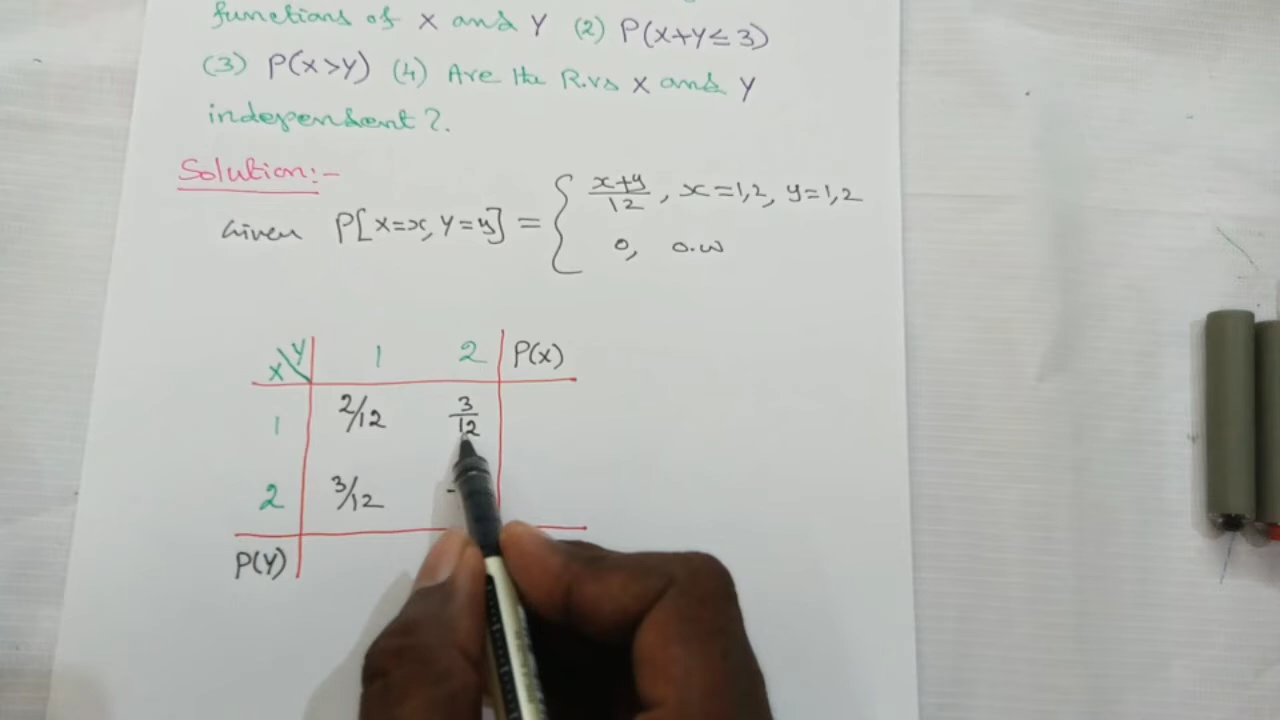 functions of X and Y (2) P(X+Y≤3)
(3) P(X>Y) (4) Are the R.vs X and Y
independent?.
Solution:-
Given P[X=x, Y=y] = { x+y/12, x=1,2, y=1,2
0, o.w
X\Y 1 2 P(X)
1 2/12 3/12
2 3/12
P(Y)